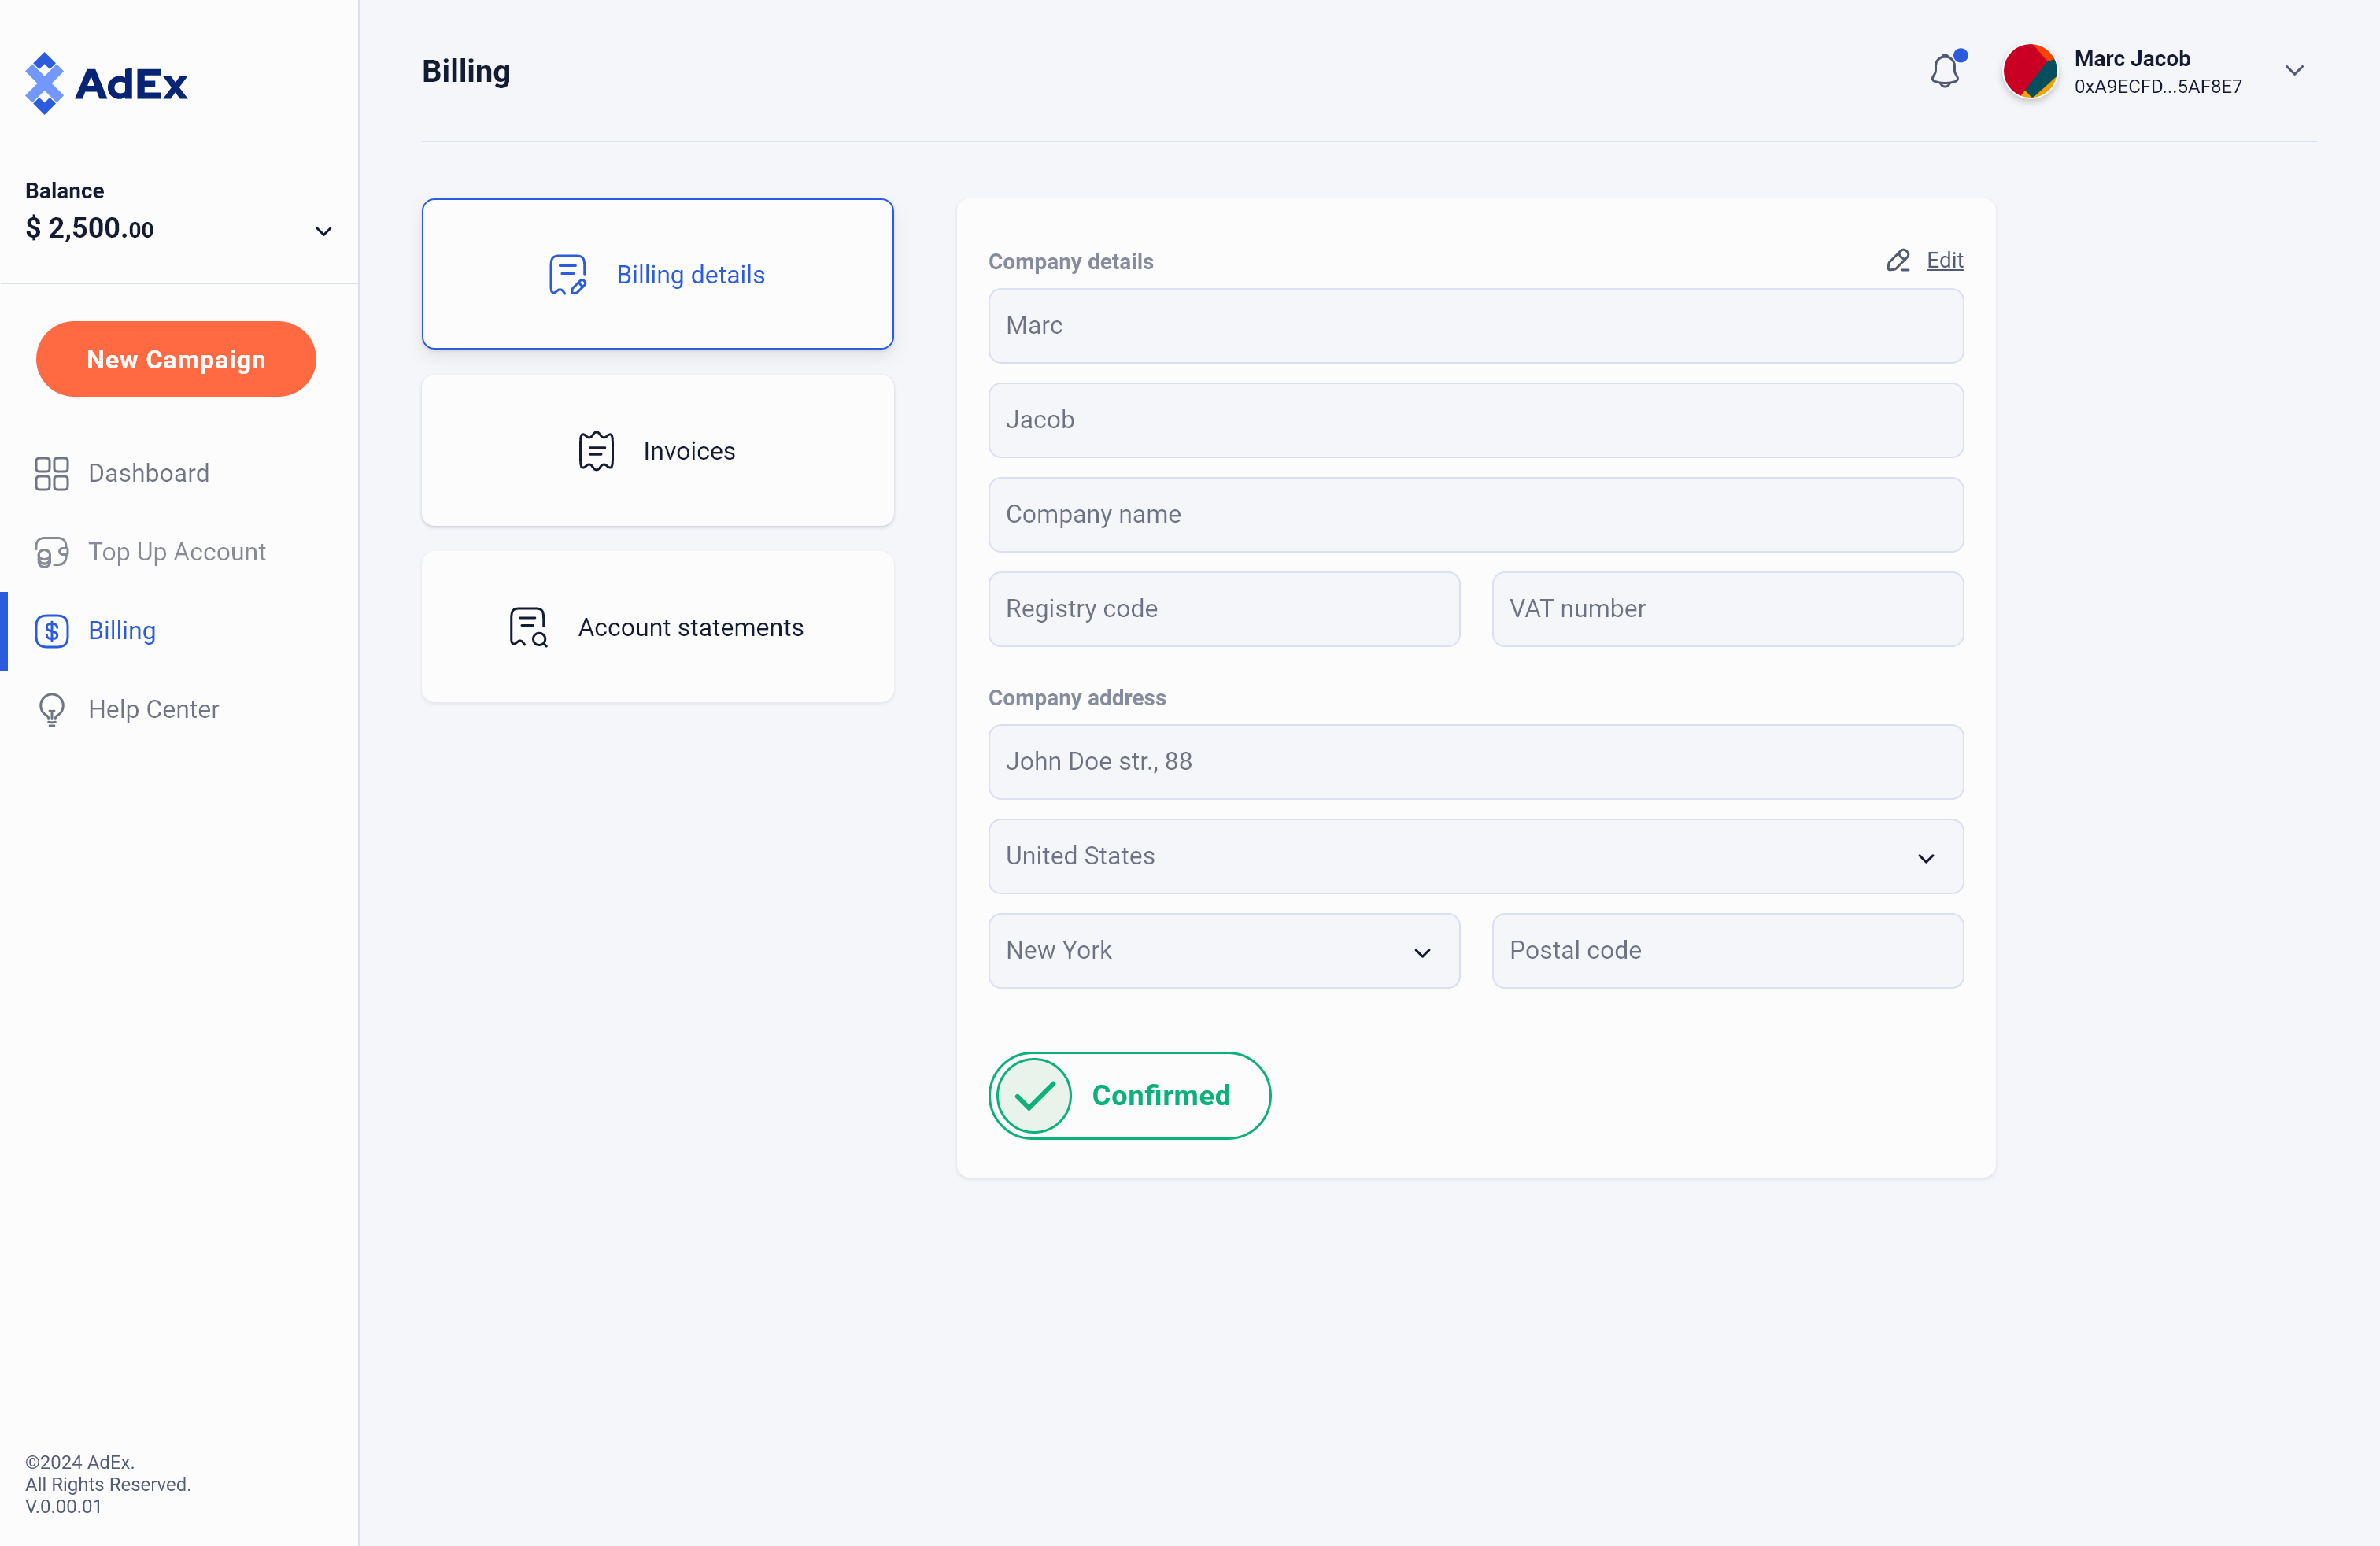 AdEx
Balance
$ 2,500.00
New Campaign
Dashboard
Top Up Account
Billing
Help Center
©2024 AdEx.
All Rights Reserved.
V.0.00.01
Billing
Marc Jacob
0xA9ECFD...5AF8E7
Billing details
Invoices
Account statements
Company details
Edit
Marc
Jacob
Company name
Registry code
VAT number
Company address
John Doe str., 88
United States
New York
Postal code
Confirmed